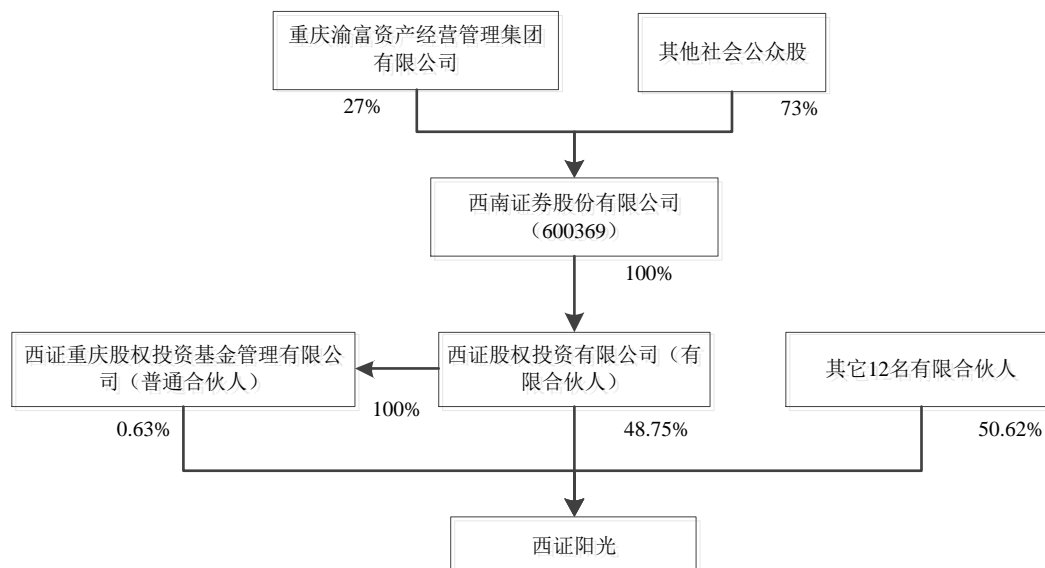 重庆渝富资产经营管理集团
有限公司
其他社会公众股
27%
73%
西南证券股份有限公司
（600369）
100%
西证重庆股权投资基金管理有限公
司（普通合伙人）
西证股权投资有限公司（有
限合伙人）
其它12名有限合伙人
100%
0.63%
48.75%
50.62%
西证阳光